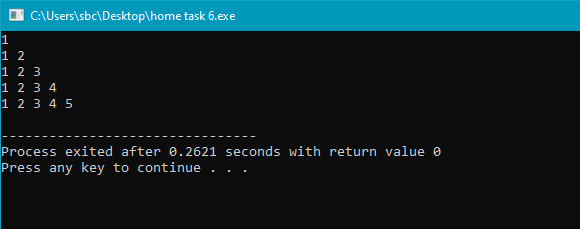 C:\Users\sbc\Desktop\home task 6.exe
1
1 2
1 2 3
1 2 3 4
1 2 3 4 5
--------------------------------
Process exited after 0.2621 seconds with return value 0
Press any key to continue . . .